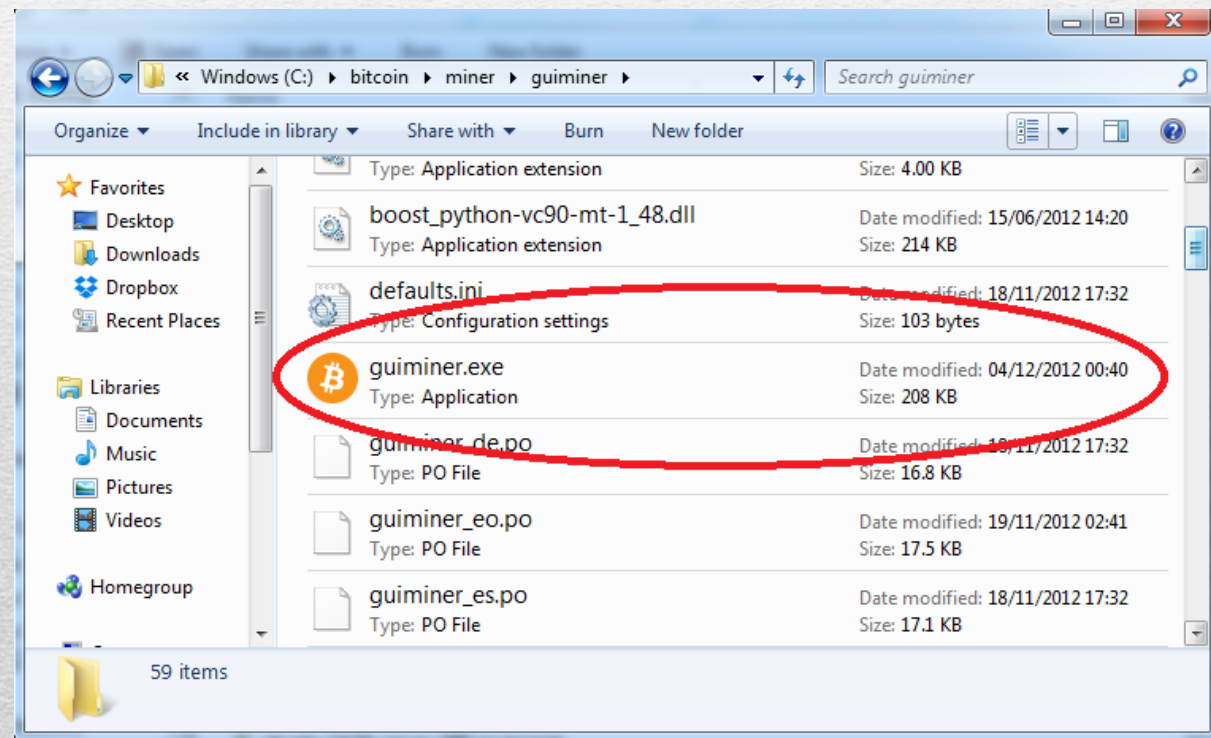 « Windows (C:) ▸ bitcoin ▸ miner ▸ guiminer ▸
Search guiminer
Organize Include in library Share with Burn New folder
Favorites
Desktop
Downloads
Dropbox
Recent Places
Libraries
Documents
Music
Pictures
Videos
Homegroup
Type: Application extension Size: 4.00 KB
boost_python-vc90-mt-1_48.dll Date modified: 15/06/2012 14:20
Type: Application extension Size: 214 KB
defaults.ini Date modified: 18/11/2012 17:32
Type: Configuration settings Size: 103 bytes
guiminer.exe Date modified: 04/12/2012 00:40
Type: Application Size: 208 KB
guiminer_de.po Date modified: 18/11/2012 17:32
Type: PO File Size: 16.8 KB
guiminer_eo.po Date modified: 19/11/2012 02:41
Type: PO File Size: 17.5 KB
guiminer_es.po Date modified: 18/11/2012 17:32
Type: PO File Size: 17.1 KB
59 items